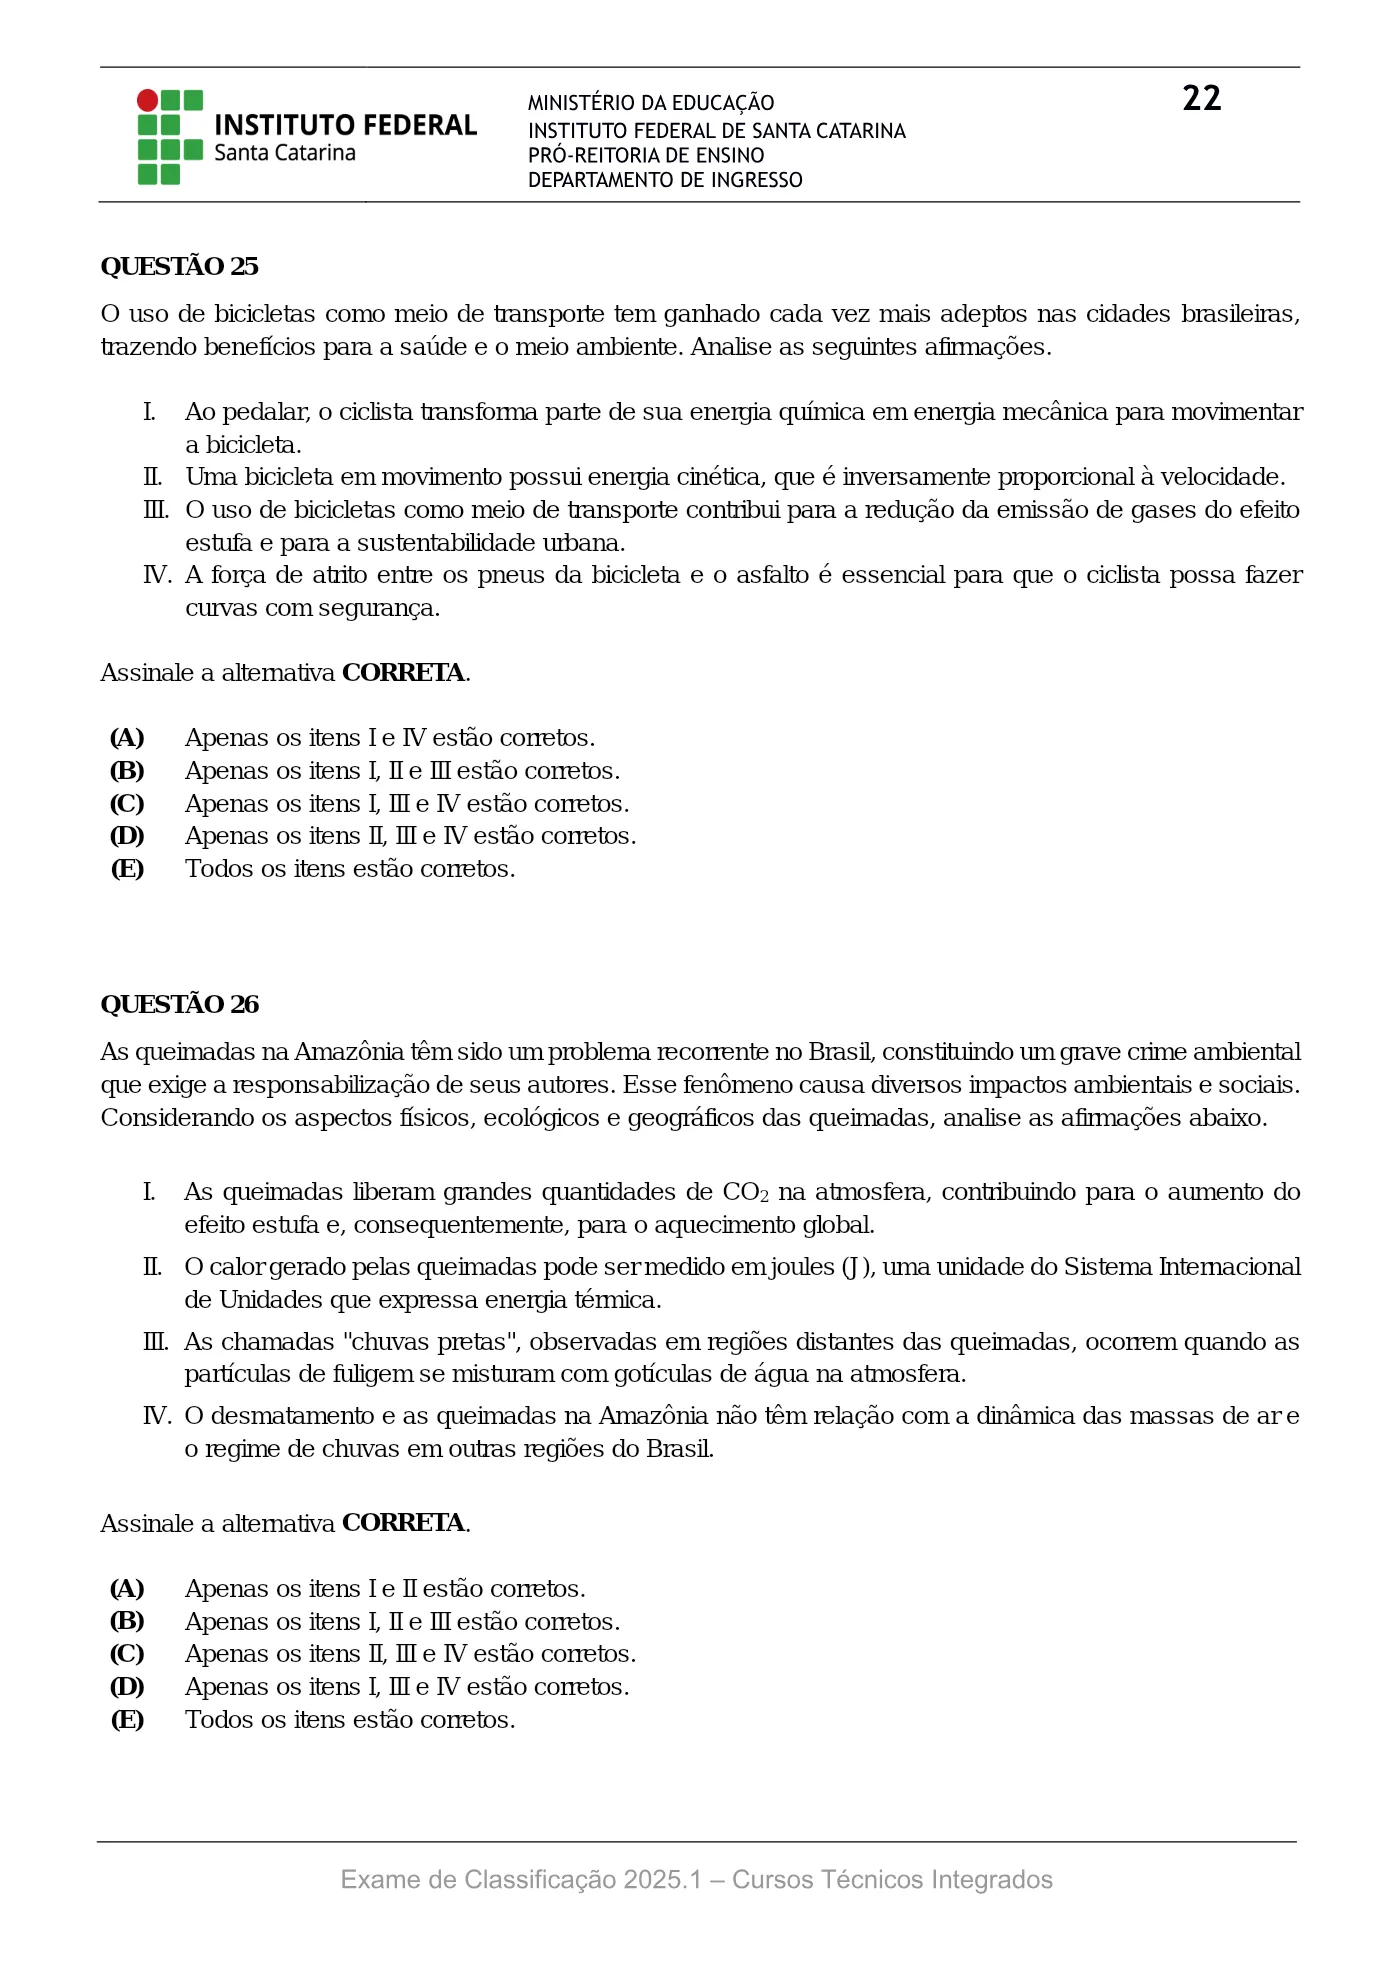 INSTITUTO FEDERAL
Santa Catarina
MINISTÉRIO DA EDUCAÇÃO
INSTITUTO FEDERAL DE SANTA CATARINA
PRÓ-REITORIA DE ENSINO
DEPARTAMENTO DE INGRESSO
22
QUESTÃO 25
O uso de bicicletas como meio de transporte tem ganhado cada vez mais adeptos nas cidades brasileiras,
trazendo benefícios para a saúde e o meio ambiente. Analise as seguintes afirmações.
I. Ao pedalar, o ciclista transforma parte de sua energia química em energia mecânica para movimentar
a bicicleta.
II. Uma bicicleta em movimento possui energia cinética, que é inversamente proporcional à velocidade.
III. O uso de bicicletas como meio de transporte contribui para a redução da emissão de gases do efeito
estufa e para a sustentabilidade urbana.
IV. A força de atrito entre os pneus da bicicleta e o asfalto é essencial para que o ciclista possa fazer
curvas com segurança.
Assinale a alternativa CORRETA.
(A) Apenas os itens I e IV estão corretos.
(B) Apenas os itens I, II e III estão corretos.
(C) Apenas os itens I, III e IV estão corretos.
(D) Apenas os itens II, III e IV estão corretos.
(E) Todos os itens estão corretos.
QUESTÃO 26
As queimadas na Amazônia têm sido um problema recorrente no Brasil, constituindo um grave crime ambiental
que exige a responsabilização de seus autores. Esse fenômeno causa diversos impactos ambientais e sociais.
Considerando os aspectos físicos, ecológicos e geográficos das queimadas, analise as afirmações abaixo.
I. As queimadas liberam grandes quantidades de CO₂ na atmosfera, contribuindo para o aumento do
efeito estufa e, consequentemente, para o aquecimento global.
II. O calor gerado pelas queimadas pode ser medido em joules (J), uma unidade do Sistema Internacional
de Unidades que expressa energia térmica.
III. As chamadas "chuvas pretas", observadas em regiões distantes das queimadas, ocorrem quando as
partículas de fuligem se misturam com gotículas de água na atmosfera.
IV. O desmatamento e as queimadas na Amazônia não têm relação com a dinâmica das massas de ar e
o regime de chuvas em outras regiões do Brasil.
Assinale a alternativa CORRETA.
(A) Apenas os itens I e II estão corretos.
(B) Apenas os itens I, II e III estão corretos.
(C) Apenas os itens II, III e IV estão corretos.
(D) Apenas os itens I, III e IV estão corretos.
(E) Todos os itens estão corretos.
Exame de Classificação 2025.1 – Cursos Técnicos Integrados